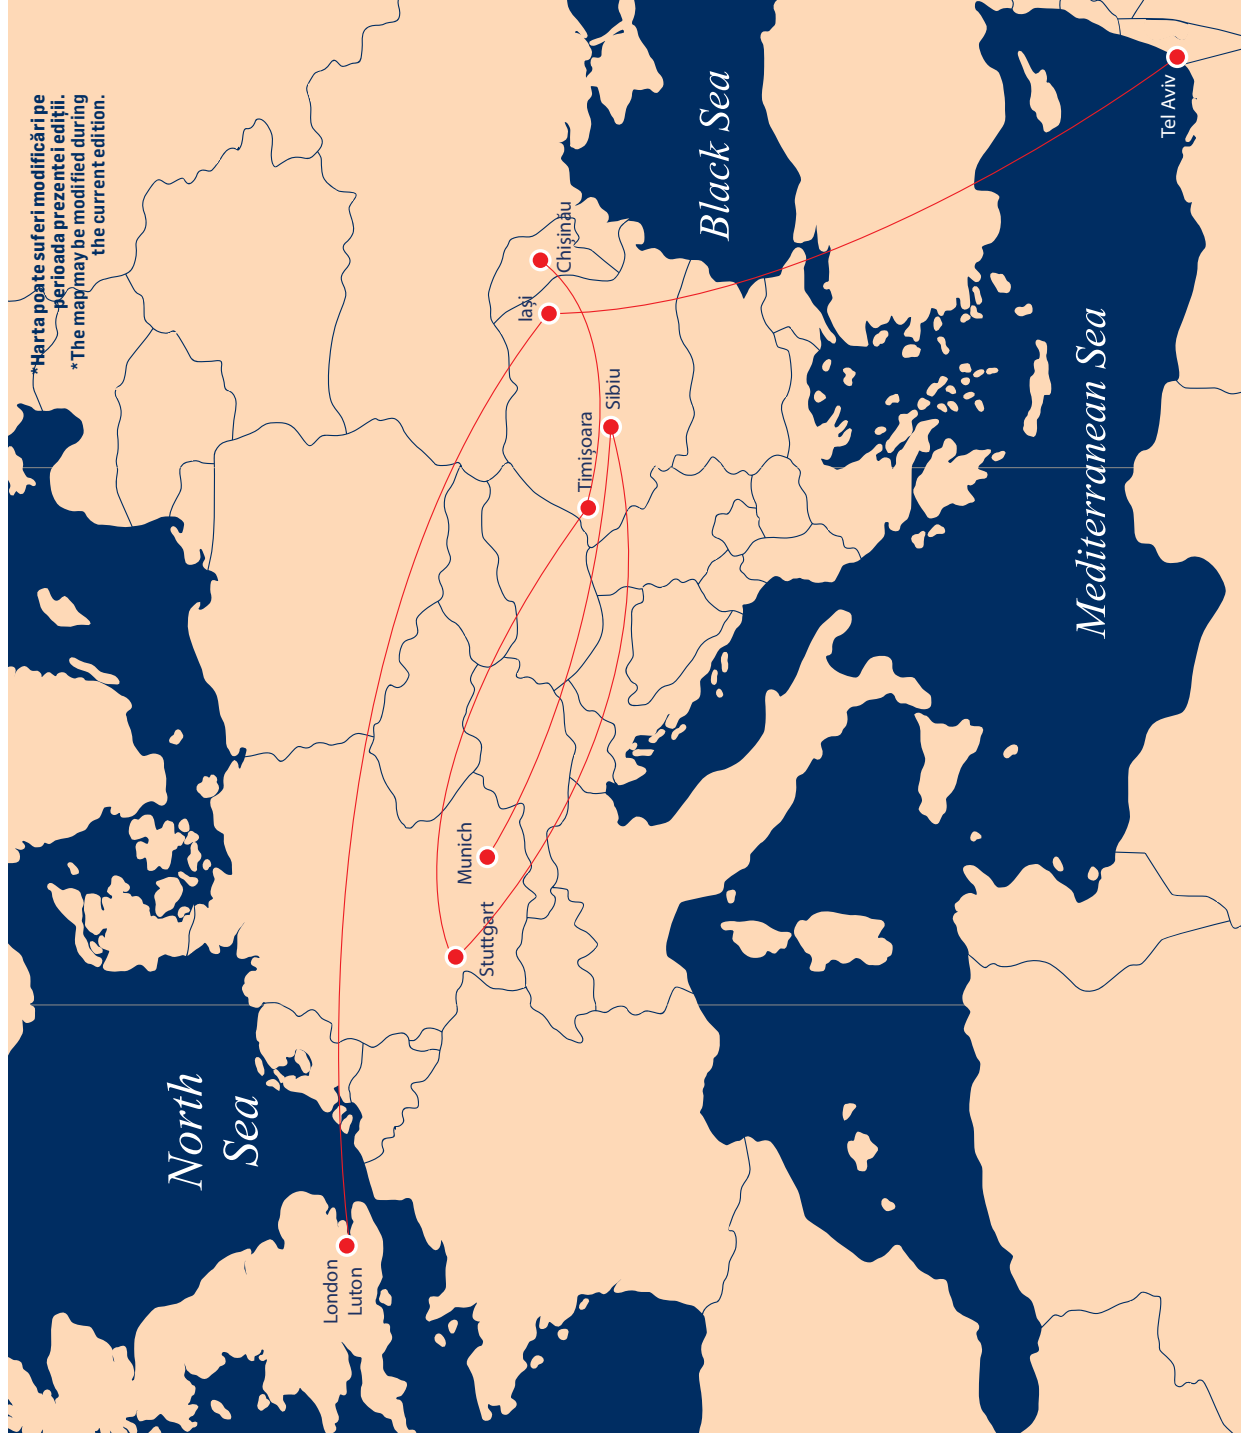 *Harta poate suferi modificări pe
perioada prezentei ediții.
*The map may be modified during
the current edition.
North
Sea
London
Luton
Stuttgart
Munich
Timișoara
Sibiu
Iași
Chișinău
Black Sea
Mediterranean Sea
Tel Aviv